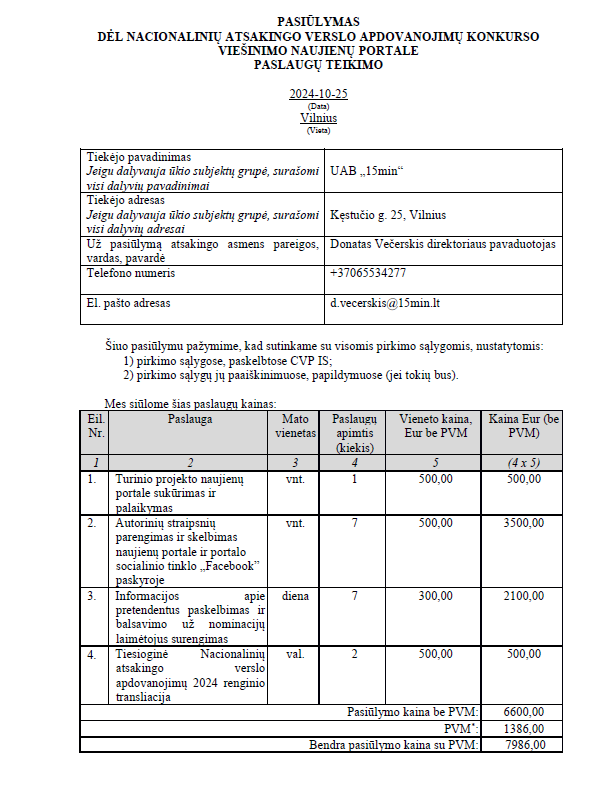 PASIŪLYMAS
DĖL NACIONALINIŲ ATSAKINGO VERSLO APDOVANOJIMŲ KONKURSO
VIEŠINIMO NAUJIENŲ PORTALE
PASLAUGŲ TEIKIMO
2024-10-25
(Data)
Vilnius
(Vieta)
Tiekėjo pavadinimas
Jeigu dalyvauja ūkio subjektų grupė, surašomi
visi dalyvių pavadinimai
UAB „15min“
Tiekėjo adresas
Jeigu dalyvauja ūkio subjektų grupė, surašomi
visi dalyvių adresai
Kęstučio g. 25, Vilnius
Už pasiūlymą atsakingo asmens pareigos,
vardas, pavardė
Donatas Večerskis direktoriaus pavaduotojas
Telefono numeris
+37065534277
El. pašto adresas
d.vecerskis@15min.lt
Šiuo pasiūlymu pažymime, kad sutinkame su visomis pirkimo sąlygomis, nustatytomis:
1) pirkimo sąlygose, paskelbtose CVP IS;
2) pirkimo sąlygų jų paaiškinimuose, papildymuose (jei tokių bus).
Mes siūlome šias paslaugų kainas:
Eil. Nr.
Paslauga
Mato vienetas
Paslaugų apimtis (kiekis)
Vieneto kaina, Eur be PVM
Kaina Eur (be PVM)
1 2 3 4 5 (4 x 5)
1. Turinio projekto naujienų vnt. 1 500,00 500,00
portale sukūrimas ir
palaikymas
2. Autorinių straipsnių vnt. 7 500,00 3500,00
parengimas ir skelbimas
naujienų portale ir portalo
socialinio tinklo „Facebook”
paskyroje
3. Informacijos apie diena 7 300,00 2100,00
pretendentus paskelbimas ir
balsavimo už nominacijų
laimėtojus surengimas
4. Tiesioginė Nacionalinių val. 2 500,00 500,00
atsakingo verslo
apdovanojimų 2024 renginio
transliacija
Pasiūlymo kaina be PVM: 6600,00
PVM*: 1386,00
Bendra pasiūlymo kaina su PVM: 7986,00